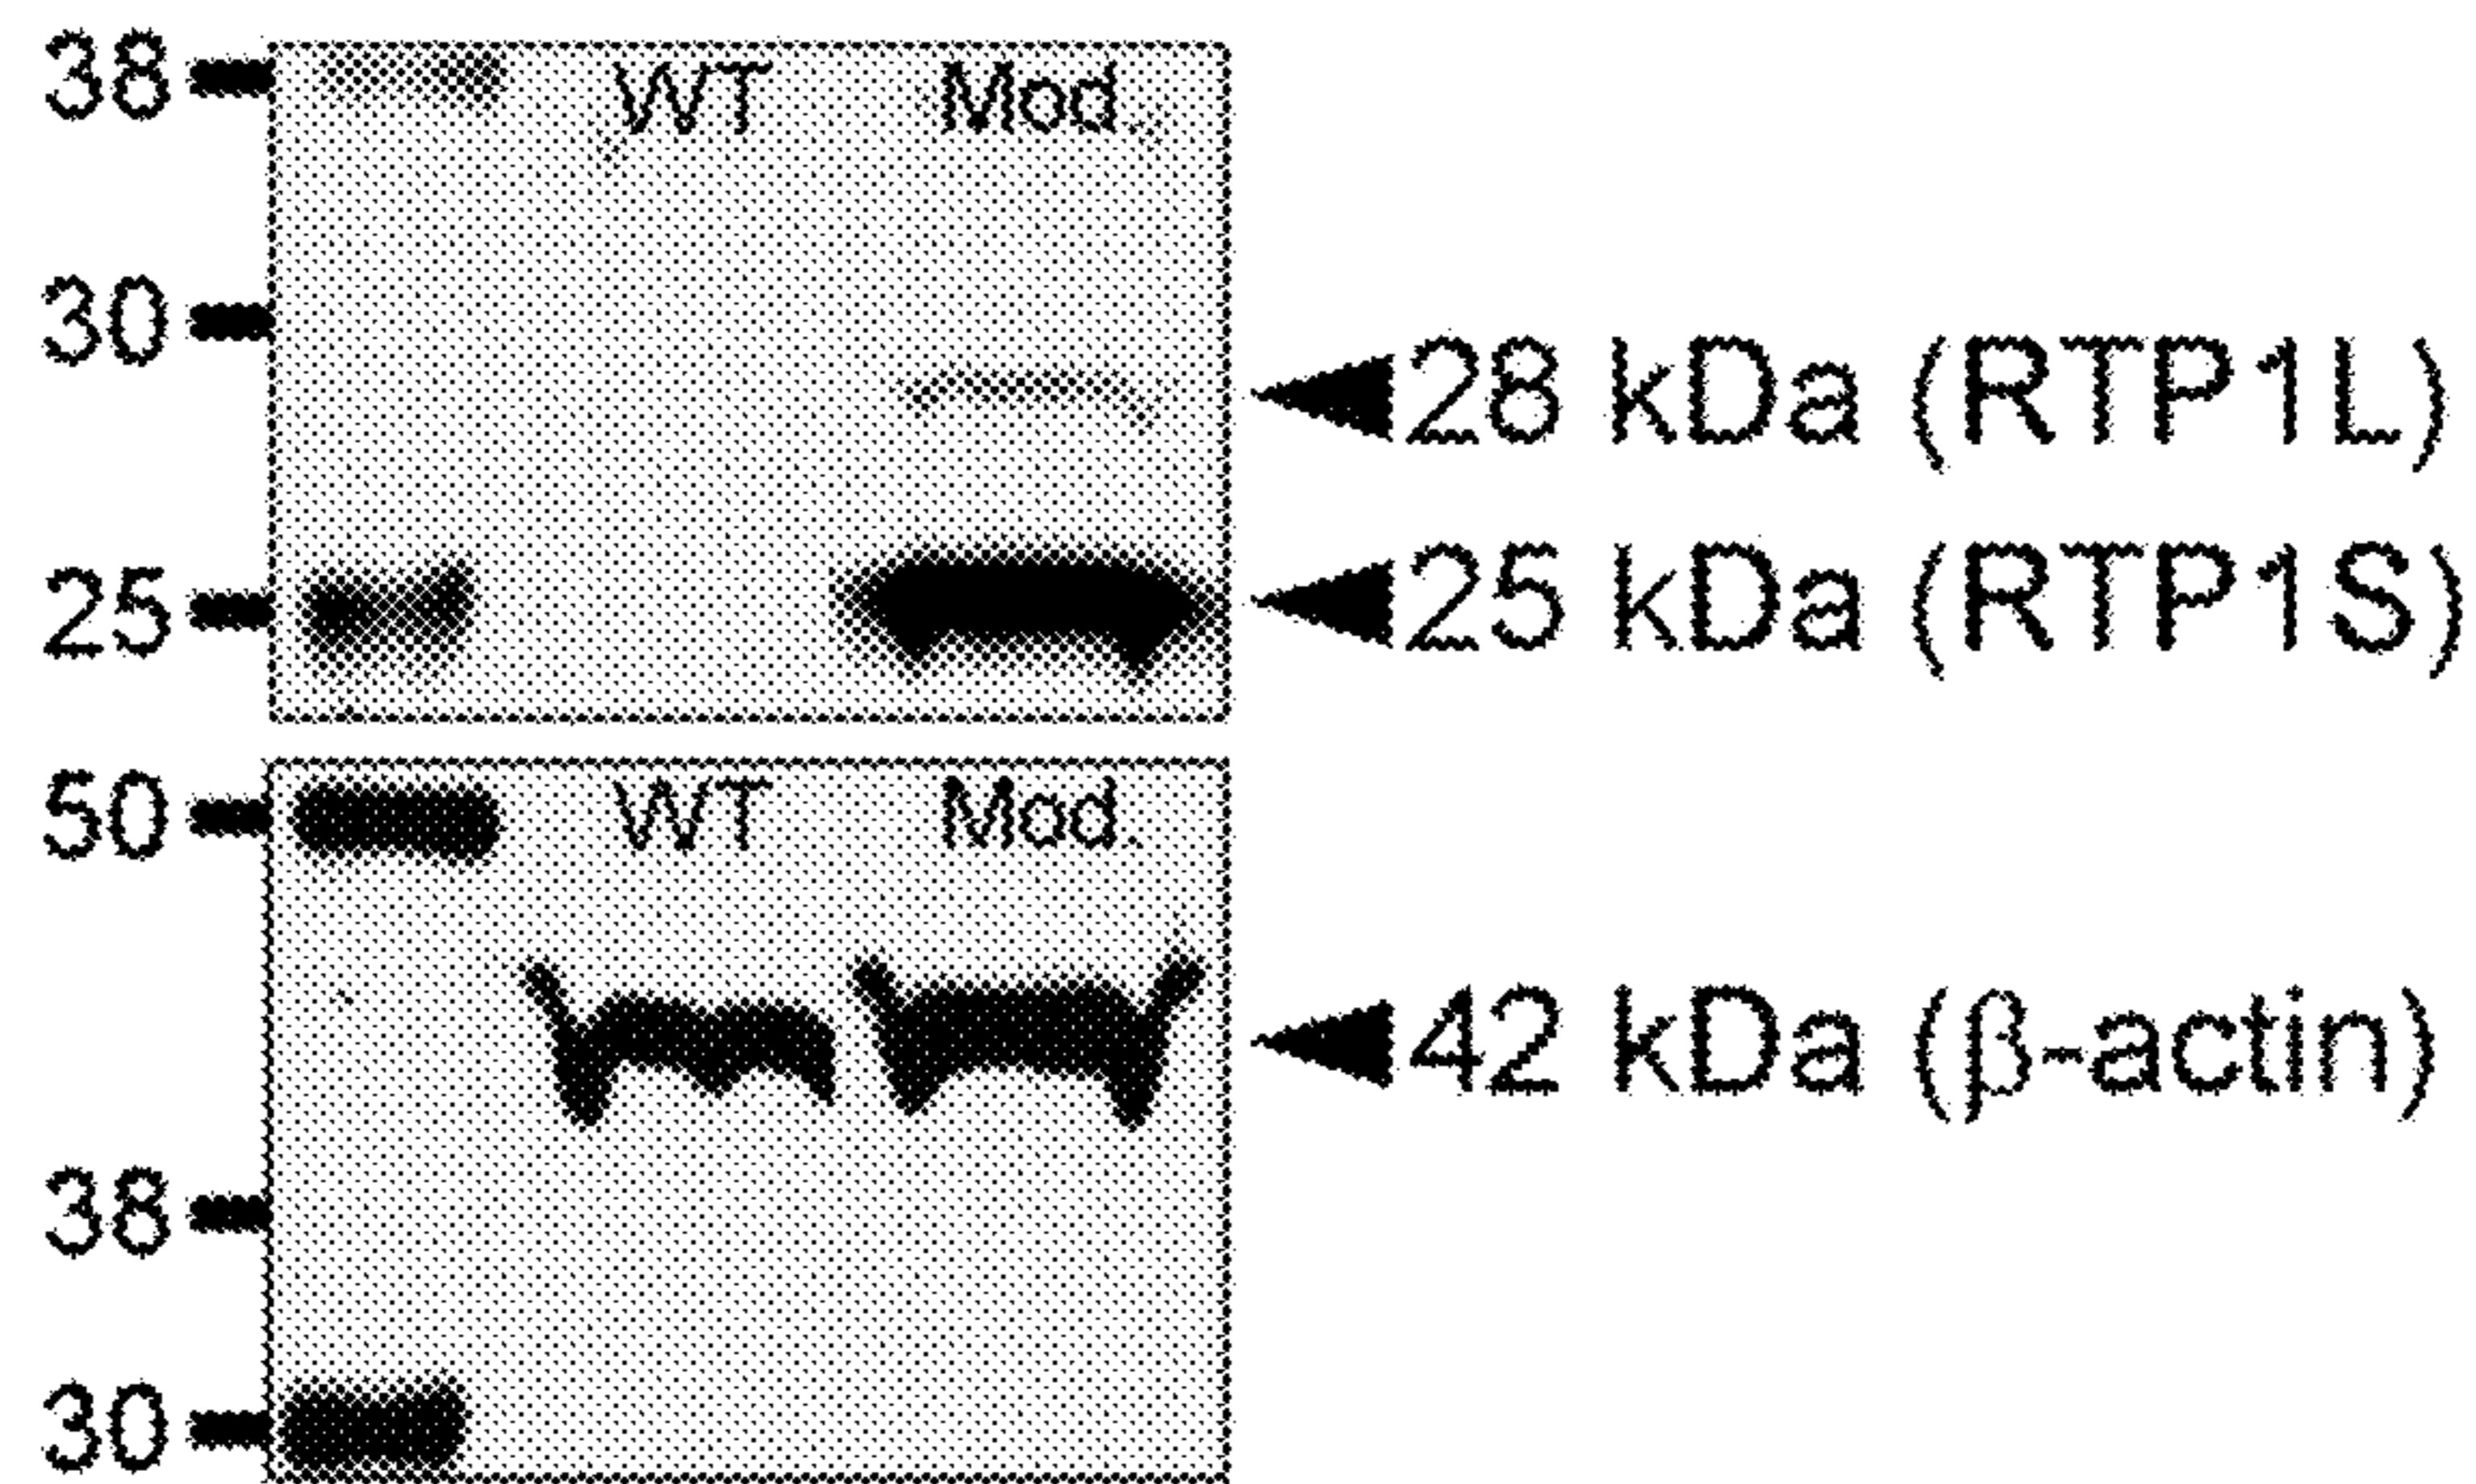 38 WT Mod.
30
28 kDa (RTP1L)
25 25 kDa (RTP1S)
50 WT Mod.
42 kDa (β-actin)
38
30